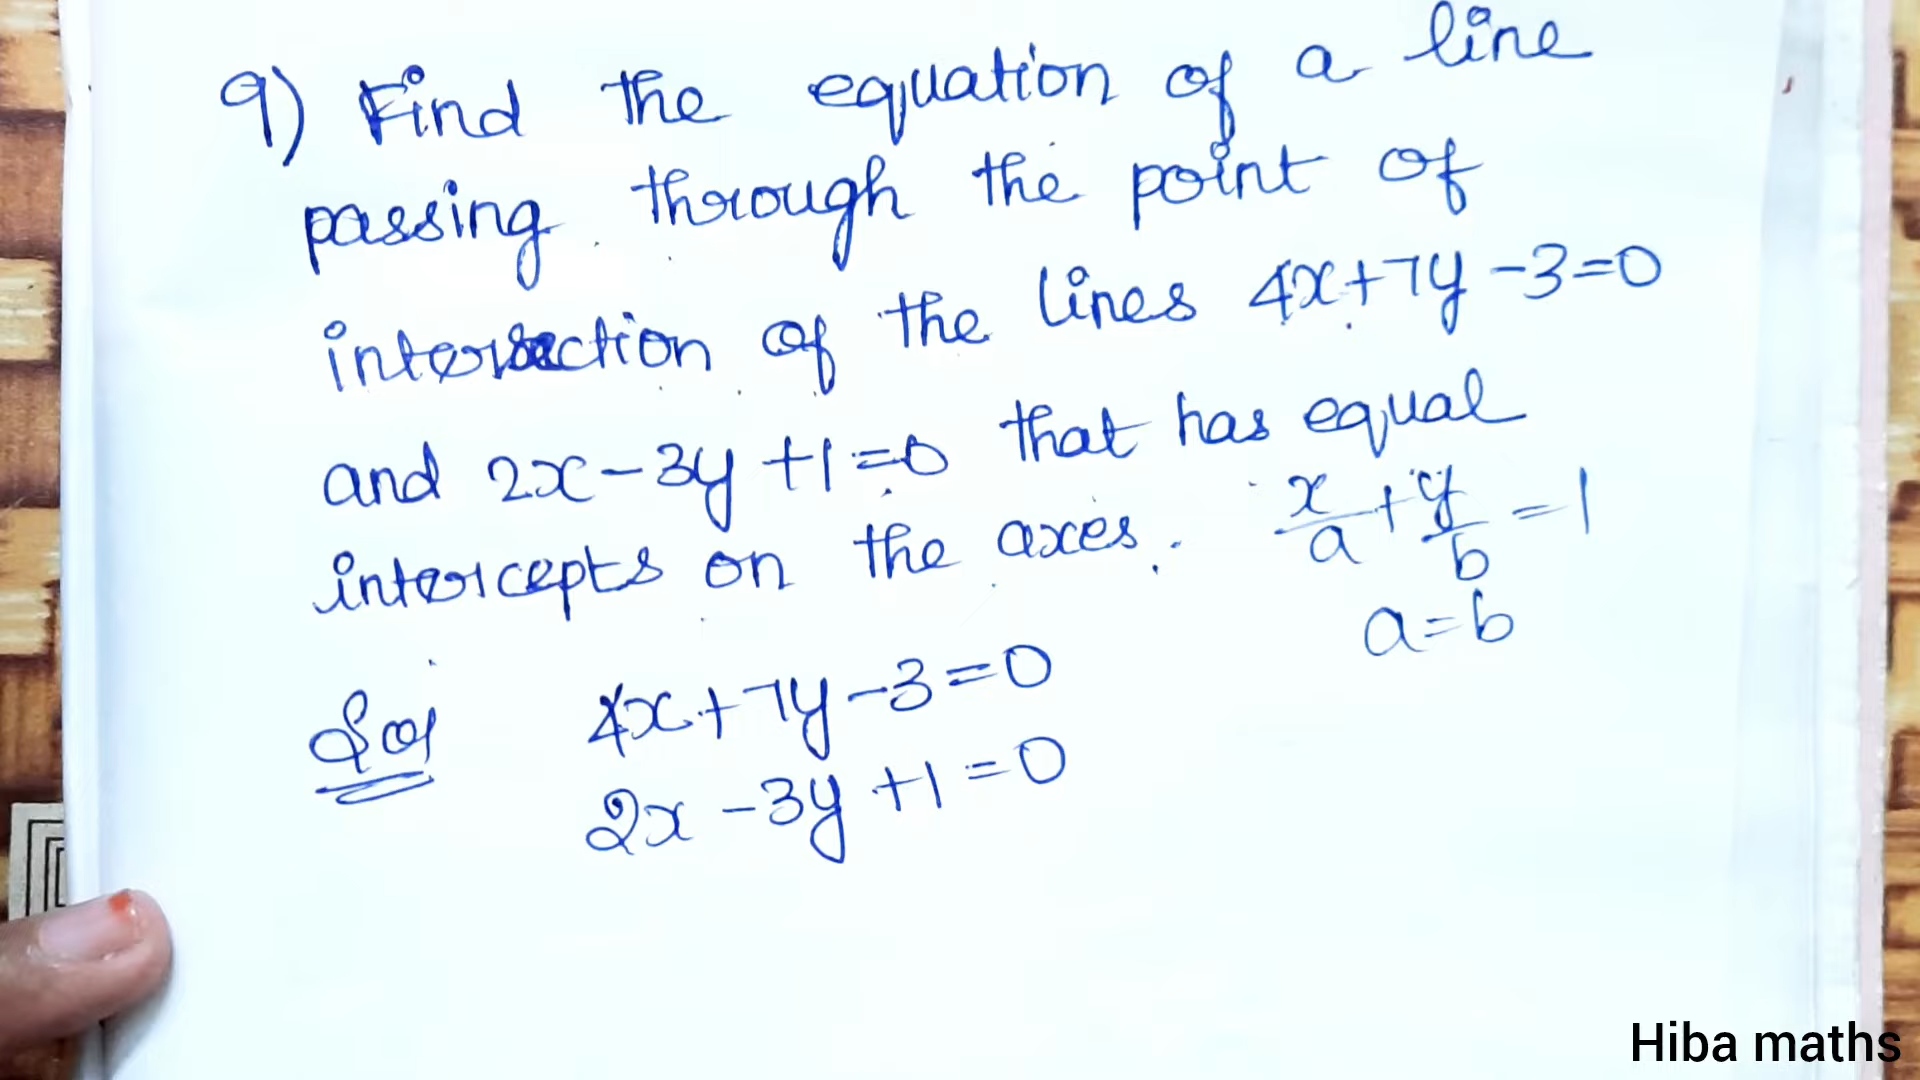 9) Find the equation of a line
passing through the point of
intersection of the lines 4x+7y-3=0
and 2x-3y+1=0 that has equal
intercepts on the axes. x/a + y/b = 1
a=b
Sol 4x+7y-3=0
2x-3y+1=0
Hiba maths